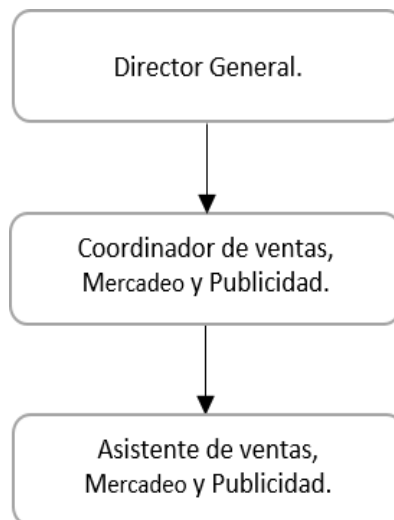 Director General.
Coordinador de ventas,
Mercadeo y Publicidad.
Asistente de ventas,
Mercadeo y Publicidad.